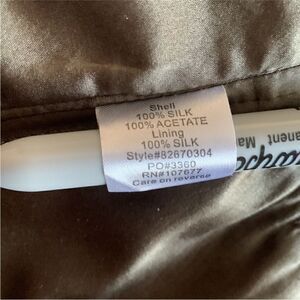 Shell
100% SILK
100% ACETATE
Lining
100% SILK
Style#82670304
PO#3360
RN#107677
Care on reverse